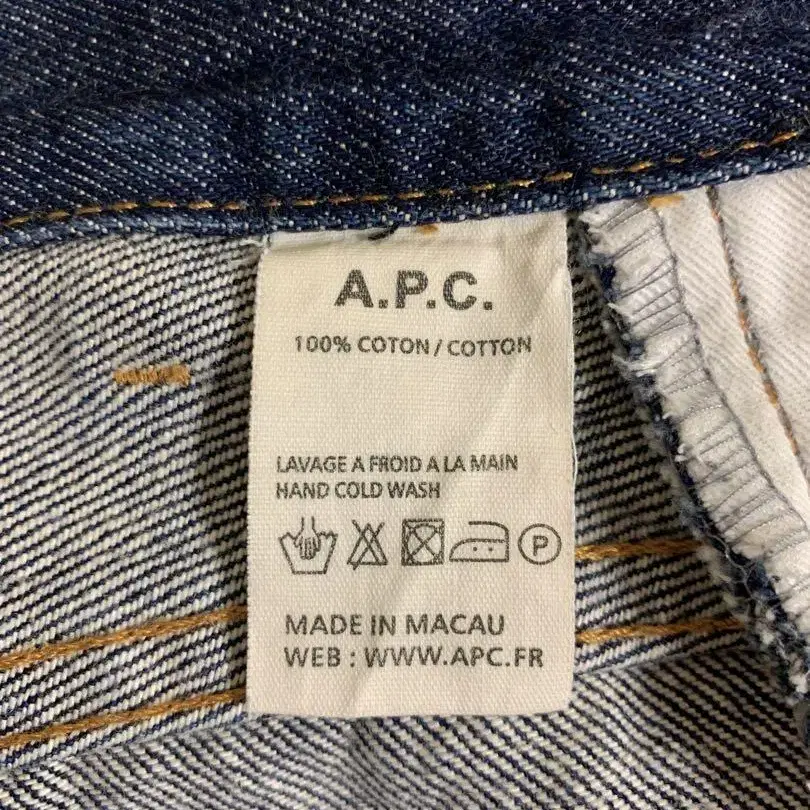 A.P.C.
100% COTON / COTTON
LAVAGE A FROID A LA MAIN
HAND COLD WASH
P
MADE IN MACAU
WEB : WWW.APC.FR